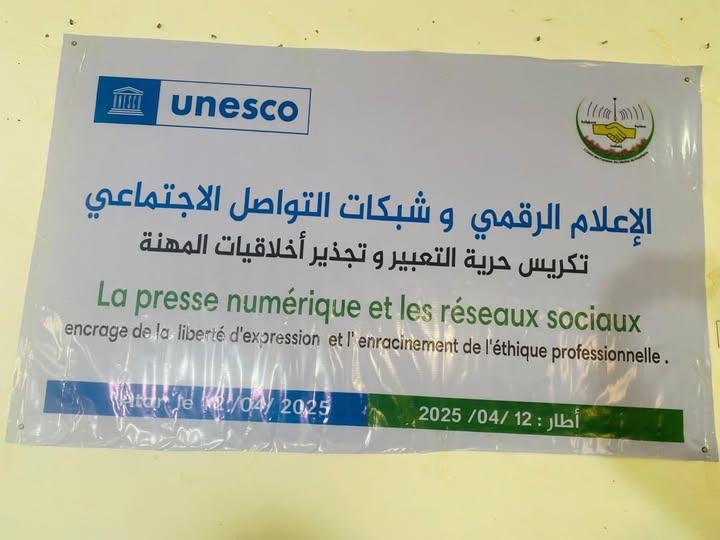 unesco
الإعلام الرقمي و شبكات التواصل الاجتماعي
تكريس حرية التعبير و تجذير أخلاقيات المهنة
La presse numérique et les réseaux sociaux
encrage de la liberté d'expression et l' enracinement de l'éthique professionnelle .
Atar le 12 /04/ 2025
أطار : 12 /04/ 2025